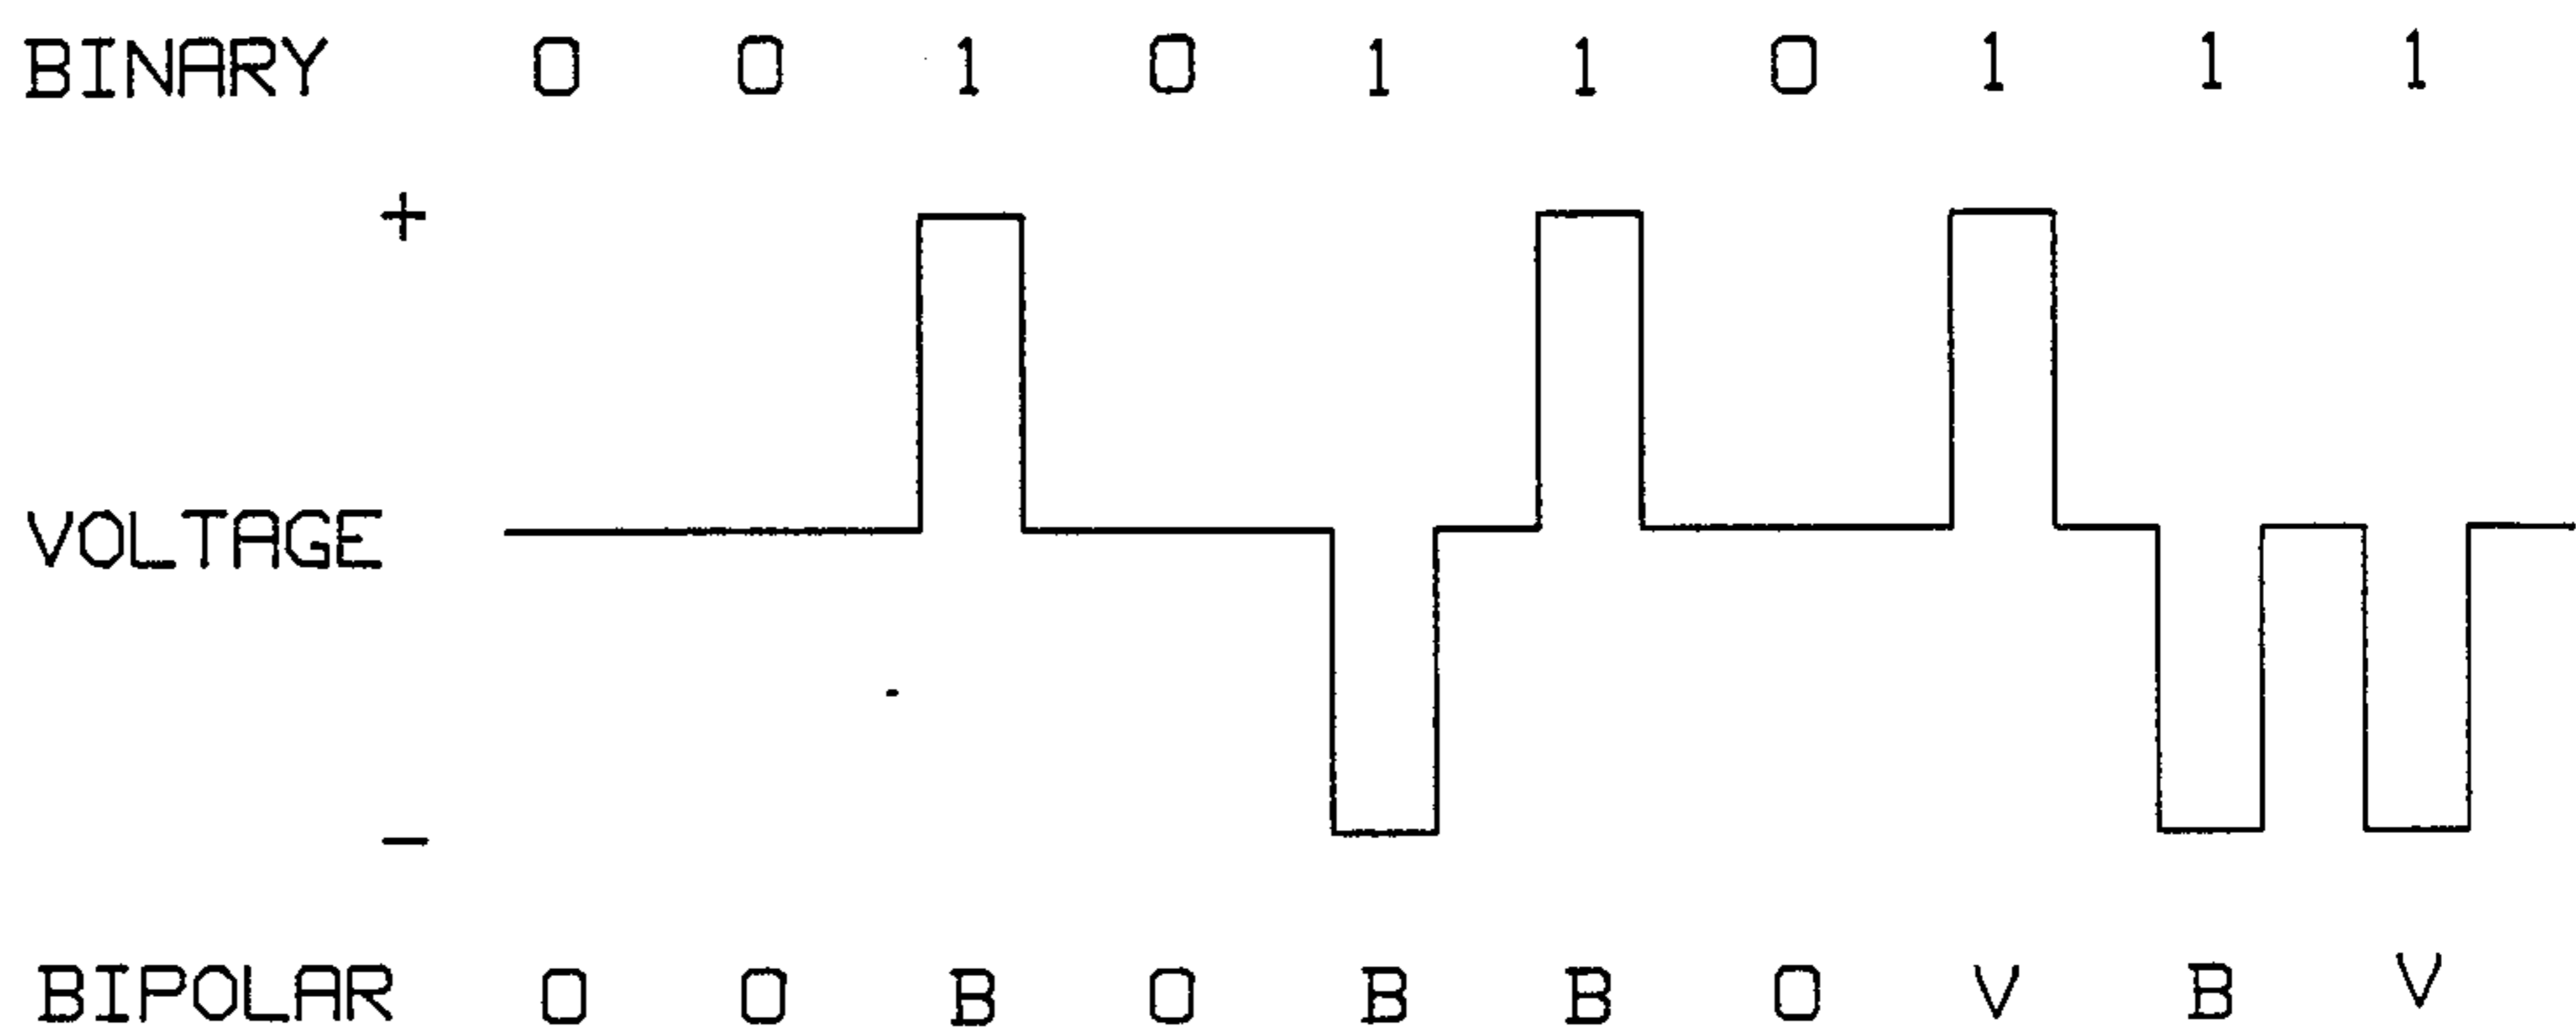 BINARY 0 0 1 0 1 1 0 1 1 1
+
VOLTAGE
−
BIPOLAR 0 0 B 0 B B 0 V B V